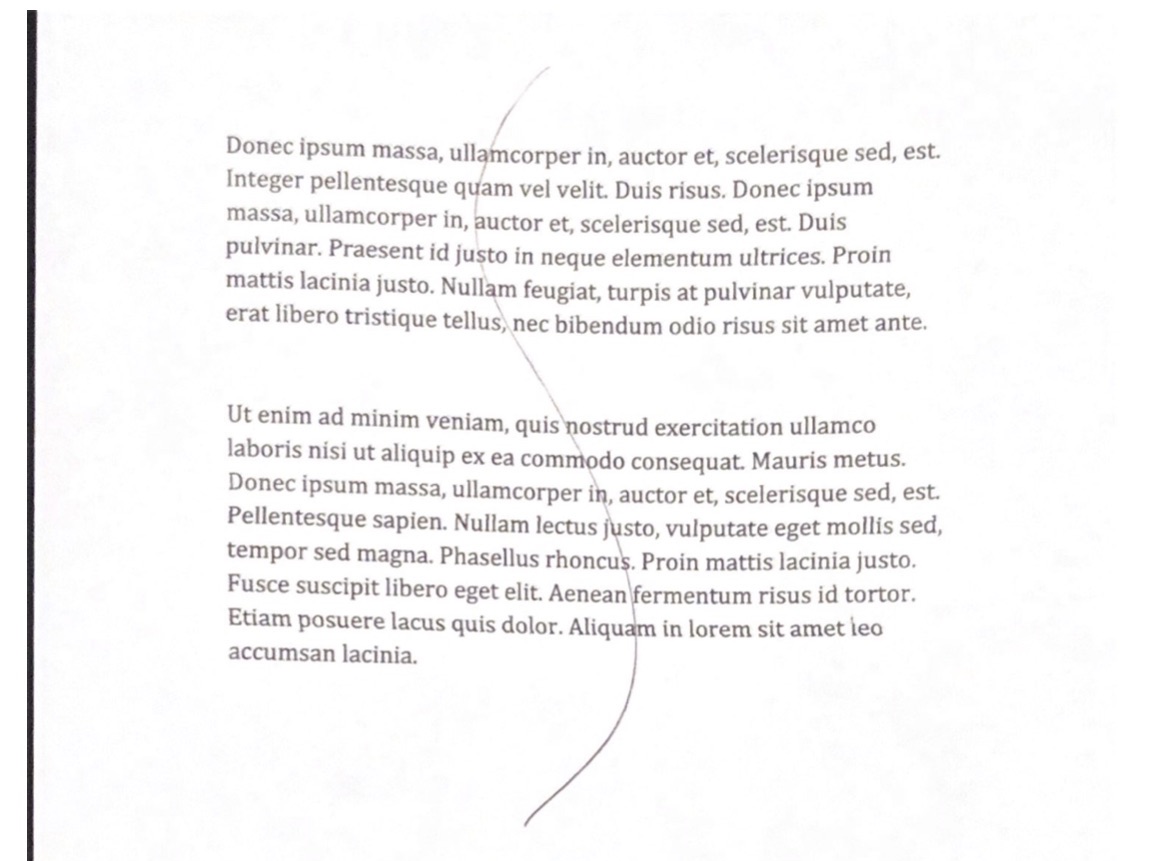 Donec ipsum massa, ullamcorper in, auctor et, scelerisque sed, est.
Integer pellentesque quam vel velit. Duis risus. Donec ipsum
massa, ullamcorper in, auctor et, scelerisque sed, est. Duis
pulvinar. Praesent id justo in neque elementum ultrices. Proin
mattis lacinia justo. Nullam feugiat, turpis at pulvinar vulputate,
erat libero tristique tellus, nec bibendum odio risus sit amet ante.
Ut enim ad minim veniam, quis nostrud exercitation ullamco
laboris nisi ut aliquip ex ea commodo consequat. Mauris metus.
Donec ipsum massa, ullamcorper in, auctor et, scelerisque sed, est.
Pellentesque sapien. Nullam lectus justo, vulputate eget mollis sed,
tempor sed magna. Phasellus rhoncus. Proin mattis lacinia justo.
Fusce suscipit libero eget elit. Aenean fermentum risus id tortor.
Etiam posuere lacus quis dolor. Aliquam in lorem sit amet leo
accumsan lacinia.